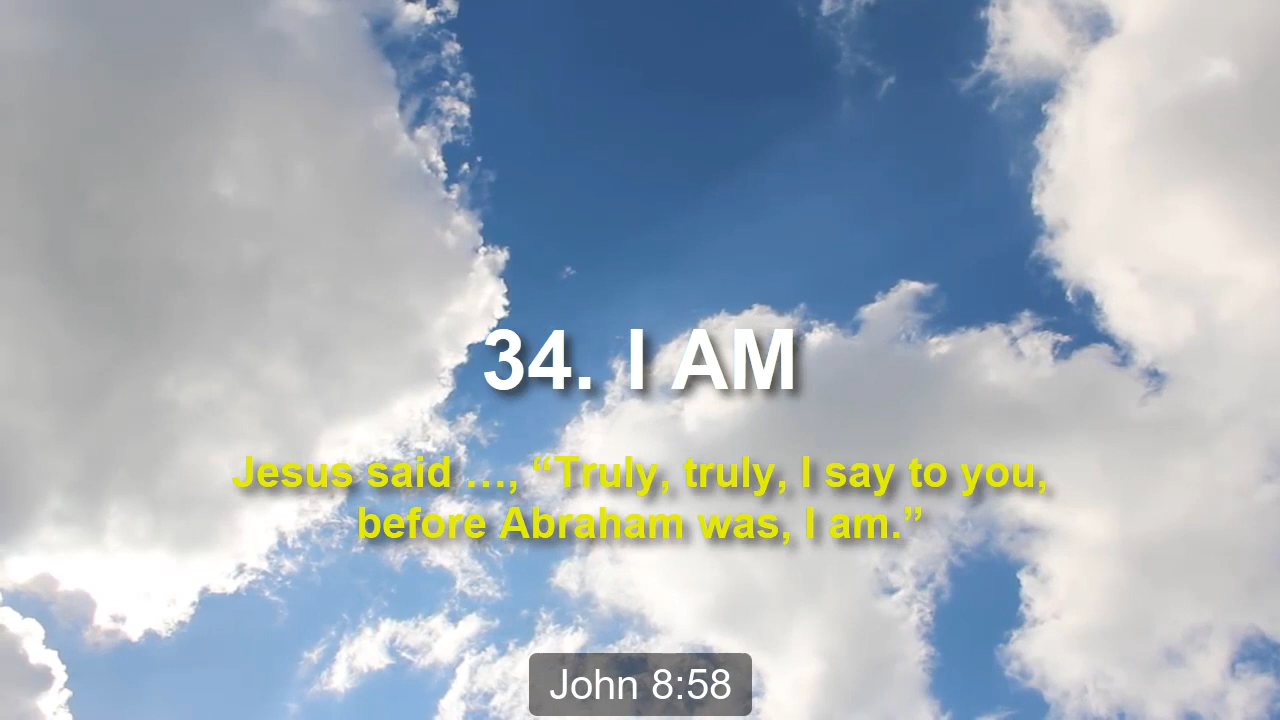 34. I AM
Jesus said …, “Truly, truly, I say to you,
before Abraham was, I am.”
John 8:58